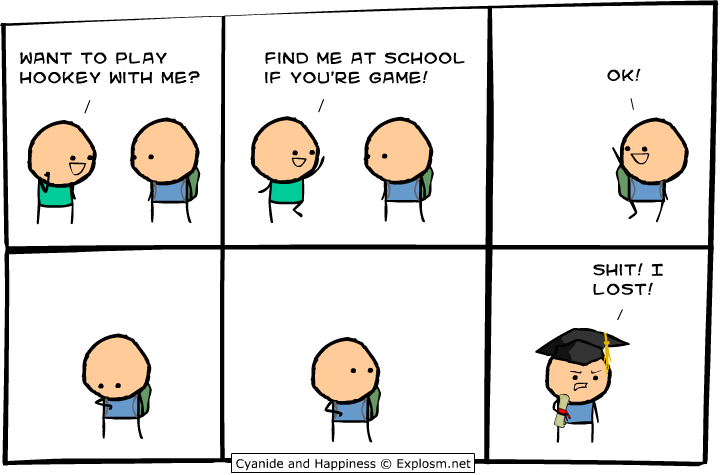 WANT TO PLAY
HOOKEY WITH ME?
FIND ME AT SCHOOL
IF YOU'RE GAME!
OK!
SHIT! I
LOST!
Cyanide and Happiness © Explosm.net